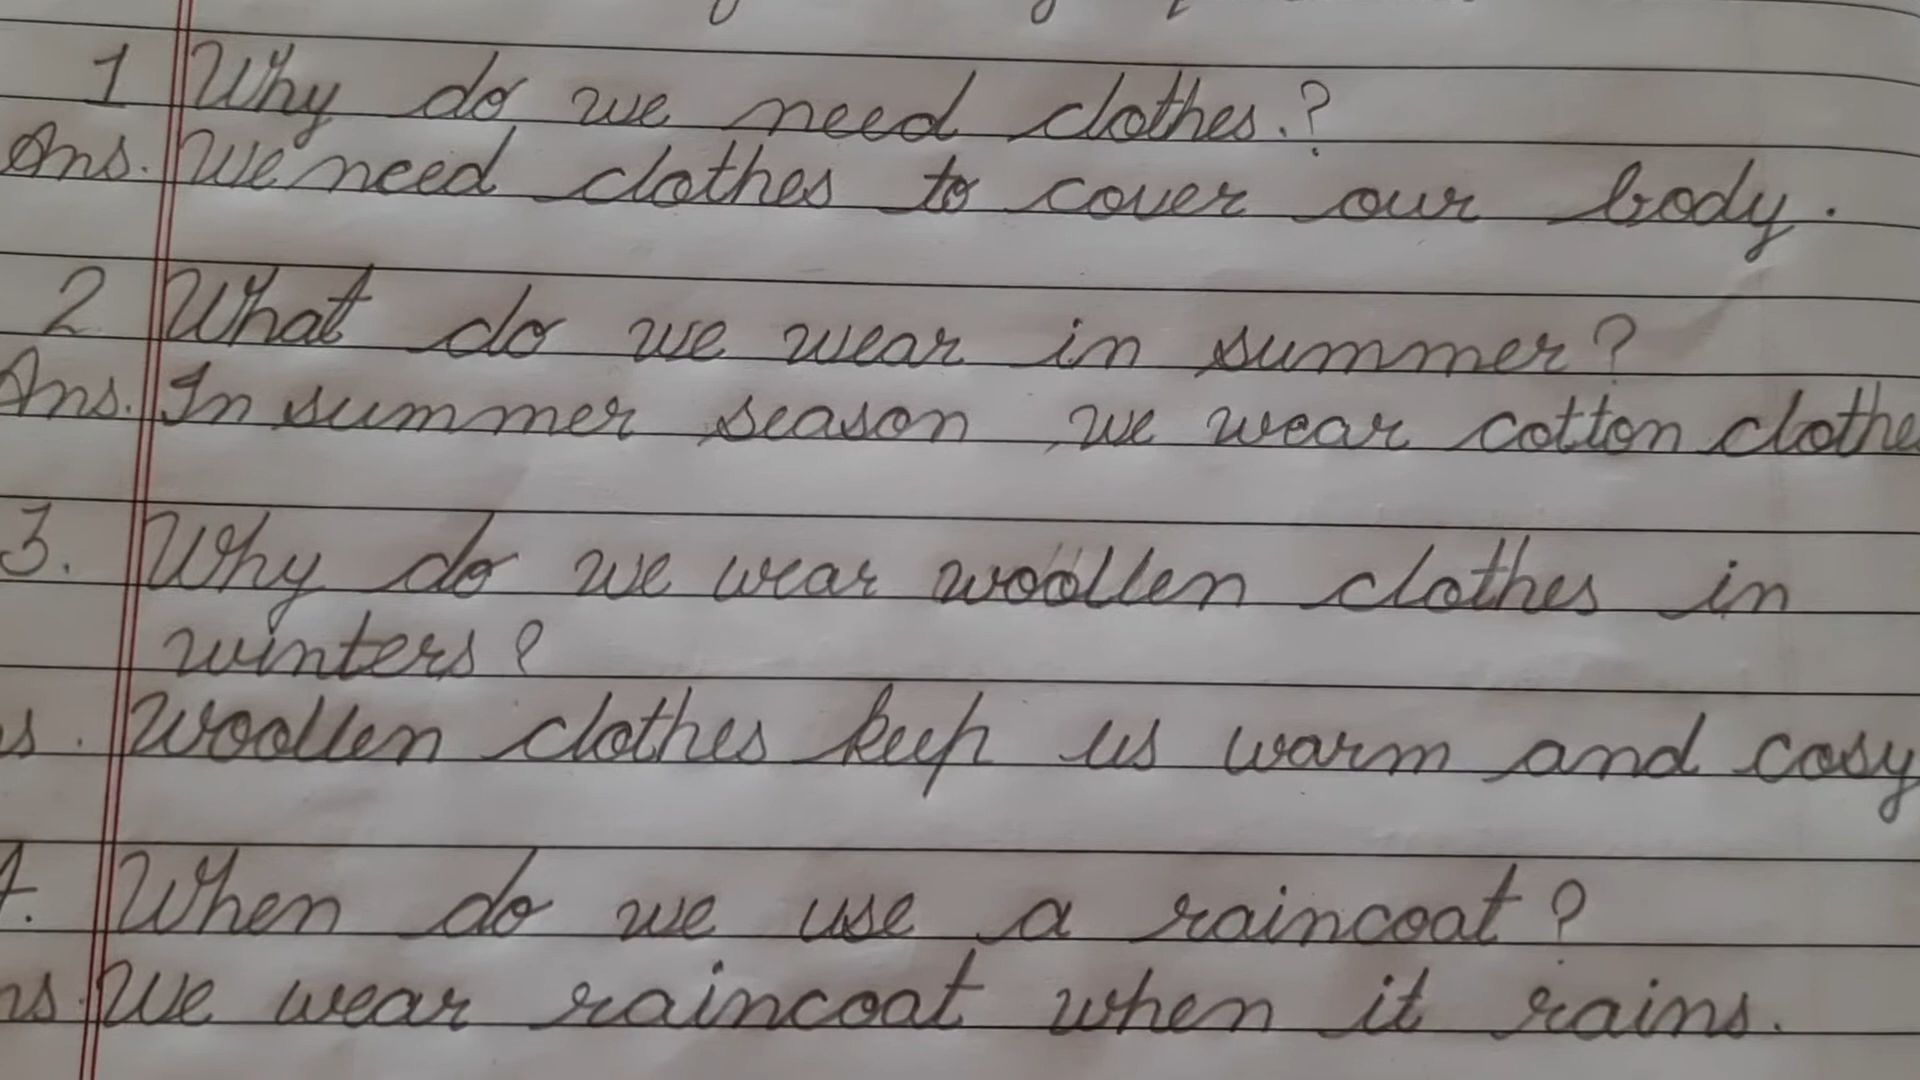 1 Why do we need clothes.?
Ans. We need clothes to cover our body.
2 What do we wear in summer?
Ans. In summer season, we wear cotton clothe
3. Why do we wear woollen clothes in
winters?
s. Woollen clothes keep us warm and cosy
4. When do we use a raincoat?
ns. We wear raincoat when it rains.